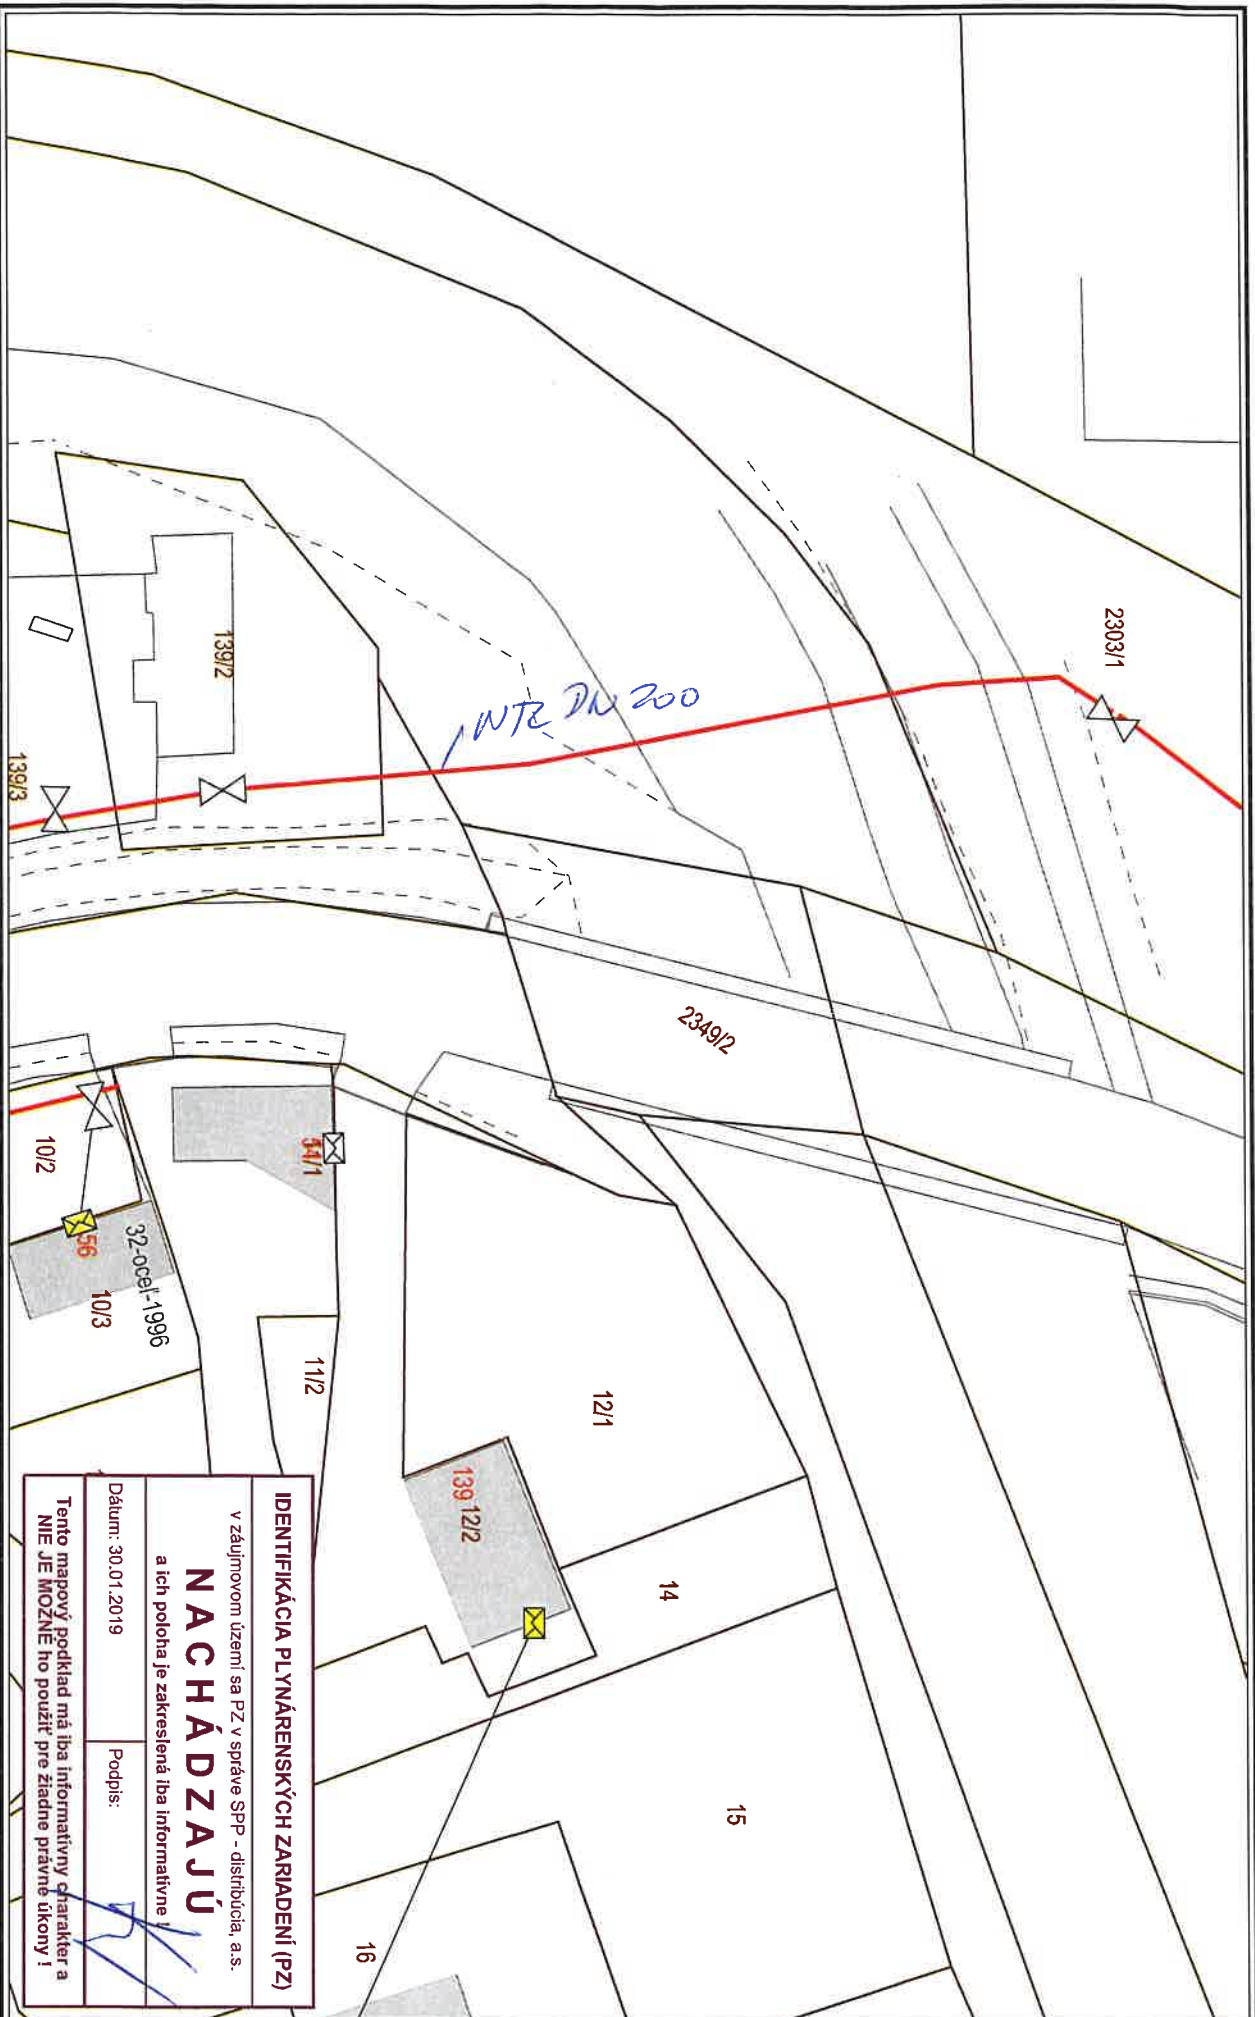 2303/1
NTZ DN 200
139/2
139/3
2349/2
54/1
10/2
56
32-oceľ-1996
10/3
11/2
12/1
139 12/2
14
15
16
IDENTIFIKÁCIA PLYNÁRENSKÝCH ZARIADENÍ (PZ)
v záujmovom území sa PZ v správe SPP - distribúcia, a.s.
NACHÁDZAJÚ
a ich poloha je zakreslená iba informatívne !
Dátum: 30.01.2019
Podpis:
Tento mapový podklad má iba informatívny charakter a
NIE JE MOŽNÉ ho použiť pre žiadne právne úkony !